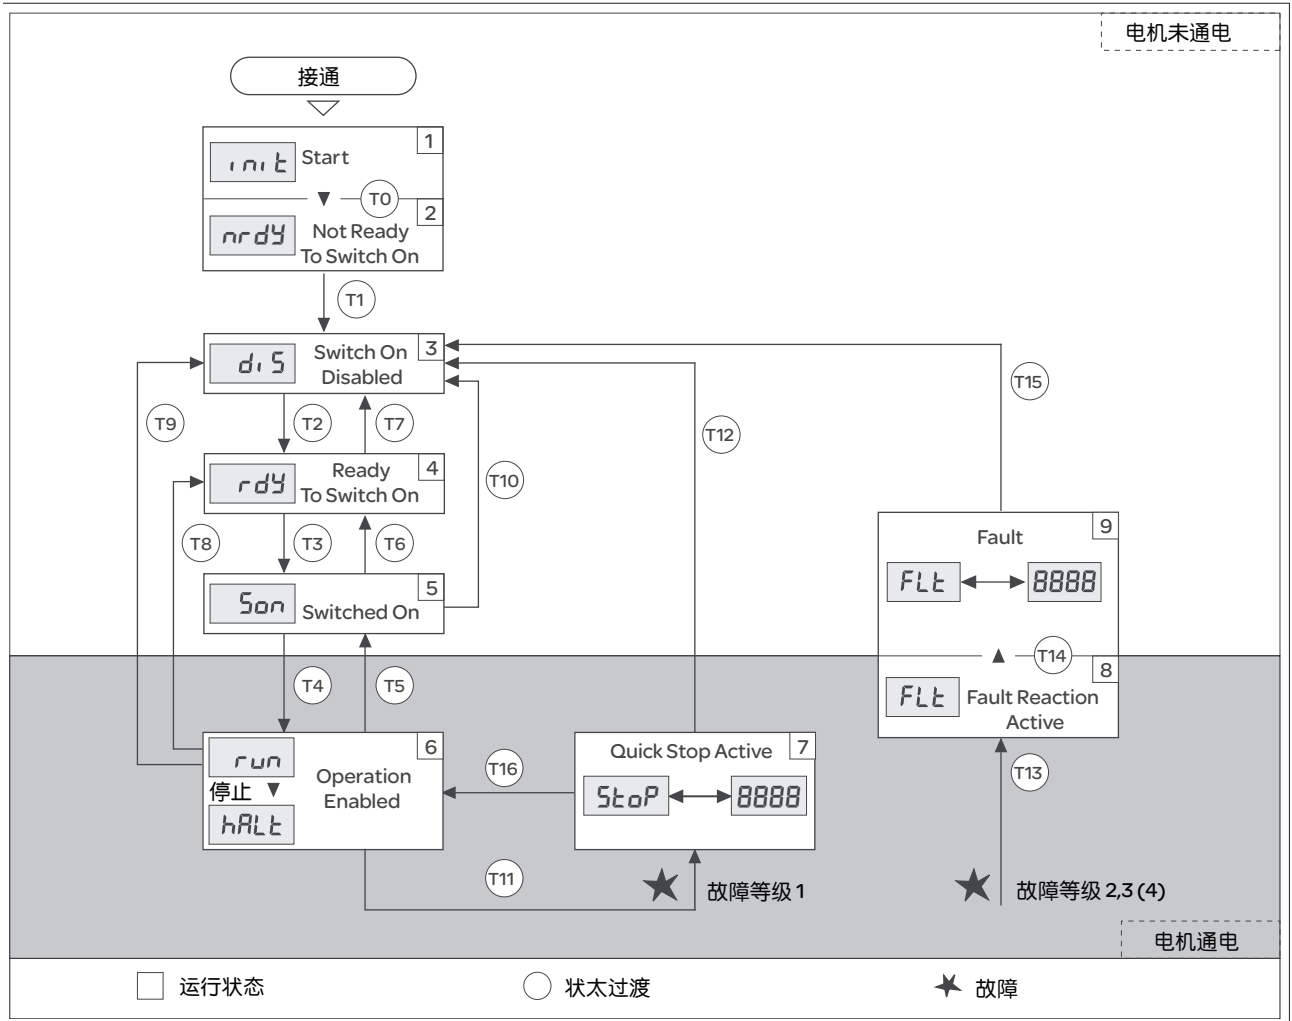 电机未通电
接通
1
init Start
T0
2
nrdy Not Ready
To Switch On
T1
3
diS Switch On
Disabled
T15
T9 T2 T7 T12
4
rdy Ready
To Switch On
T10
T8 T3 T6
9
Fault
FLt 8888
5
Son Switched On
T14
8
FLt Fault Reaction
Active
T4 T5
6
run
停止
hALt
Operation
Enabled
T16
Quick Stop Active 7
StoP 8888
T13
T11
故障等级 1
故障等级 2,3 (4)
电机通电
运行状态 状太过渡 故障